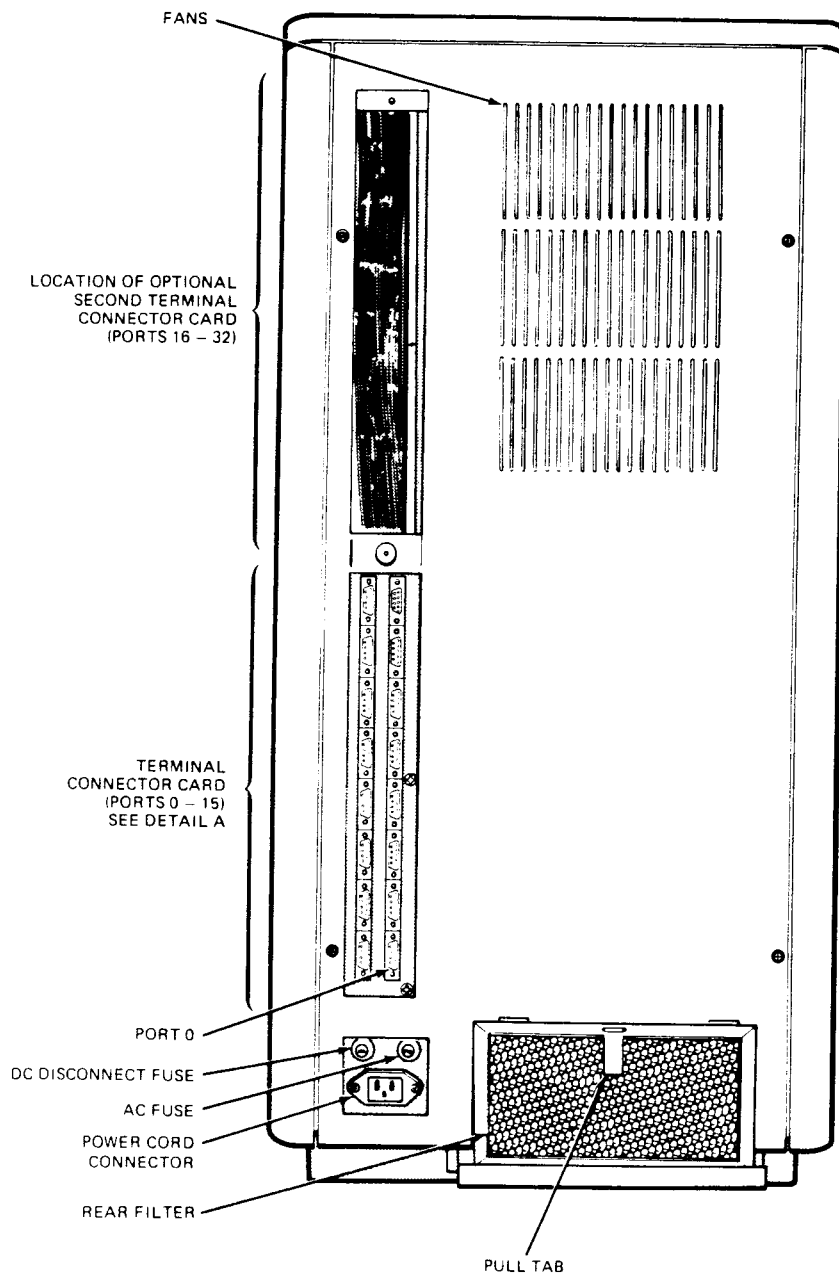 FANS
LOCATION OF OPTIONAL
SECOND TERMINAL
CONNECTOR CARD
(PORTS 16 – 32)
TERMINAL
CONNECTOR CARD
(PORTS 0 – 15)
SEE DETAIL A
PORT 0
DC DISCONNECT FUSE
AC FUSE
POWER CORD
CONNECTOR
REAR FILTER
PULL TAB